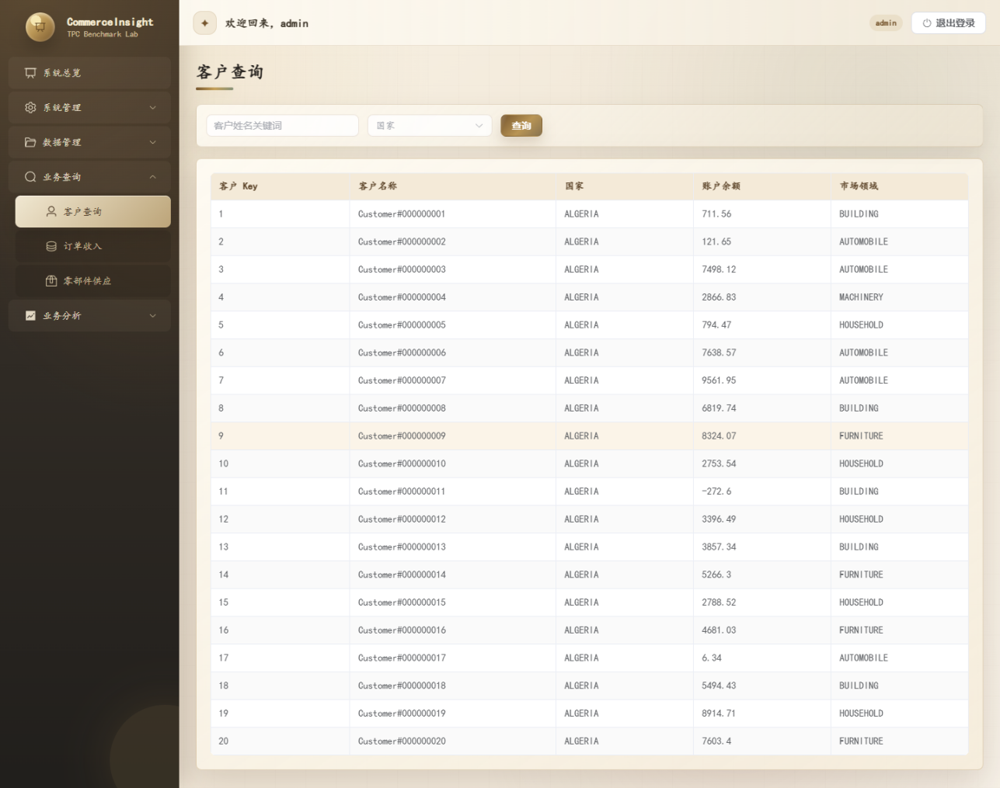 CommerceInsight
TPC Benchmark Lab
系统总览
系统管理
数据管理
业务查询
客户查询
订单收入
零部件供应
业务分析
欢迎回来, admin
admin
退出登录
客户查询
客户姓名关键词
国家
查询
客户 Key 客户名称 国家 账户余额 市场领域
1 Customer#000000001 ALGERIA 711.56 BUILDING
2 Customer#000000002 ALGERIA 121.65 AUTOMOBILE
3 Customer#000000003 ALGERIA 7498.12 AUTOMOBILE
4 Customer#000000004 ALGERIA 2866.83 MACHINERY
5 Customer#000000005 ALGERIA 794.47 HOUSEHOLD
6 Customer#000000006 ALGERIA 7638.57 AUTOMOBILE
7 Customer#000000007 ALGERIA 9561.95 AUTOMOBILE
8 Customer#000000008 ALGERIA 6819.74 BUILDING
9 Customer#000000009 ALGERIA 8324.07 FURNITURE
10 Customer#000000010 ALGERIA 2753.54 HOUSEHOLD
11 Customer#000000011 ALGERIA -272.6 BUILDING
12 Customer#000000012 ALGERIA 3396.49 HOUSEHOLD
13 Customer#000000013 ALGERIA 3857.34 BUILDING
14 Customer#000000014 ALGERIA 5266.3 FURNITURE
15 Customer#000000015 ALGERIA 2788.52 HOUSEHOLD
16 Customer#000000016 ALGERIA 4681.03 FURNITURE
17 Customer#000000017 ALGERIA 6.34 AUTOMOBILE
18 Customer#000000018 ALGERIA 5494.43 BUILDING
19 Customer#000000019 ALGERIA 8914.71 HOUSEHOLD
20 Customer#000000020 ALGERIA 7603.4 FURNITURE